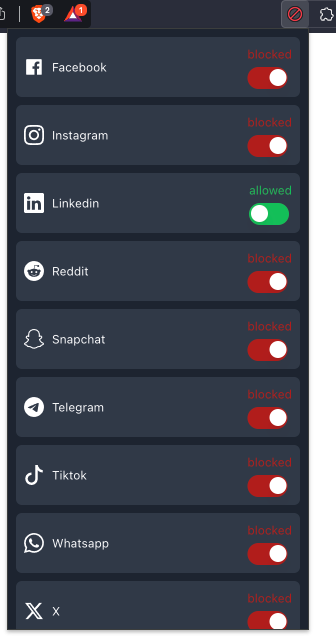 2
1
blocked
Facebook
blocked
Instagram
allowed
Linkedin
blocked
Reddit
blocked
Snapchat
blocked
Telegram
blocked
Tiktok
blocked
Whatsapp
blocked
X